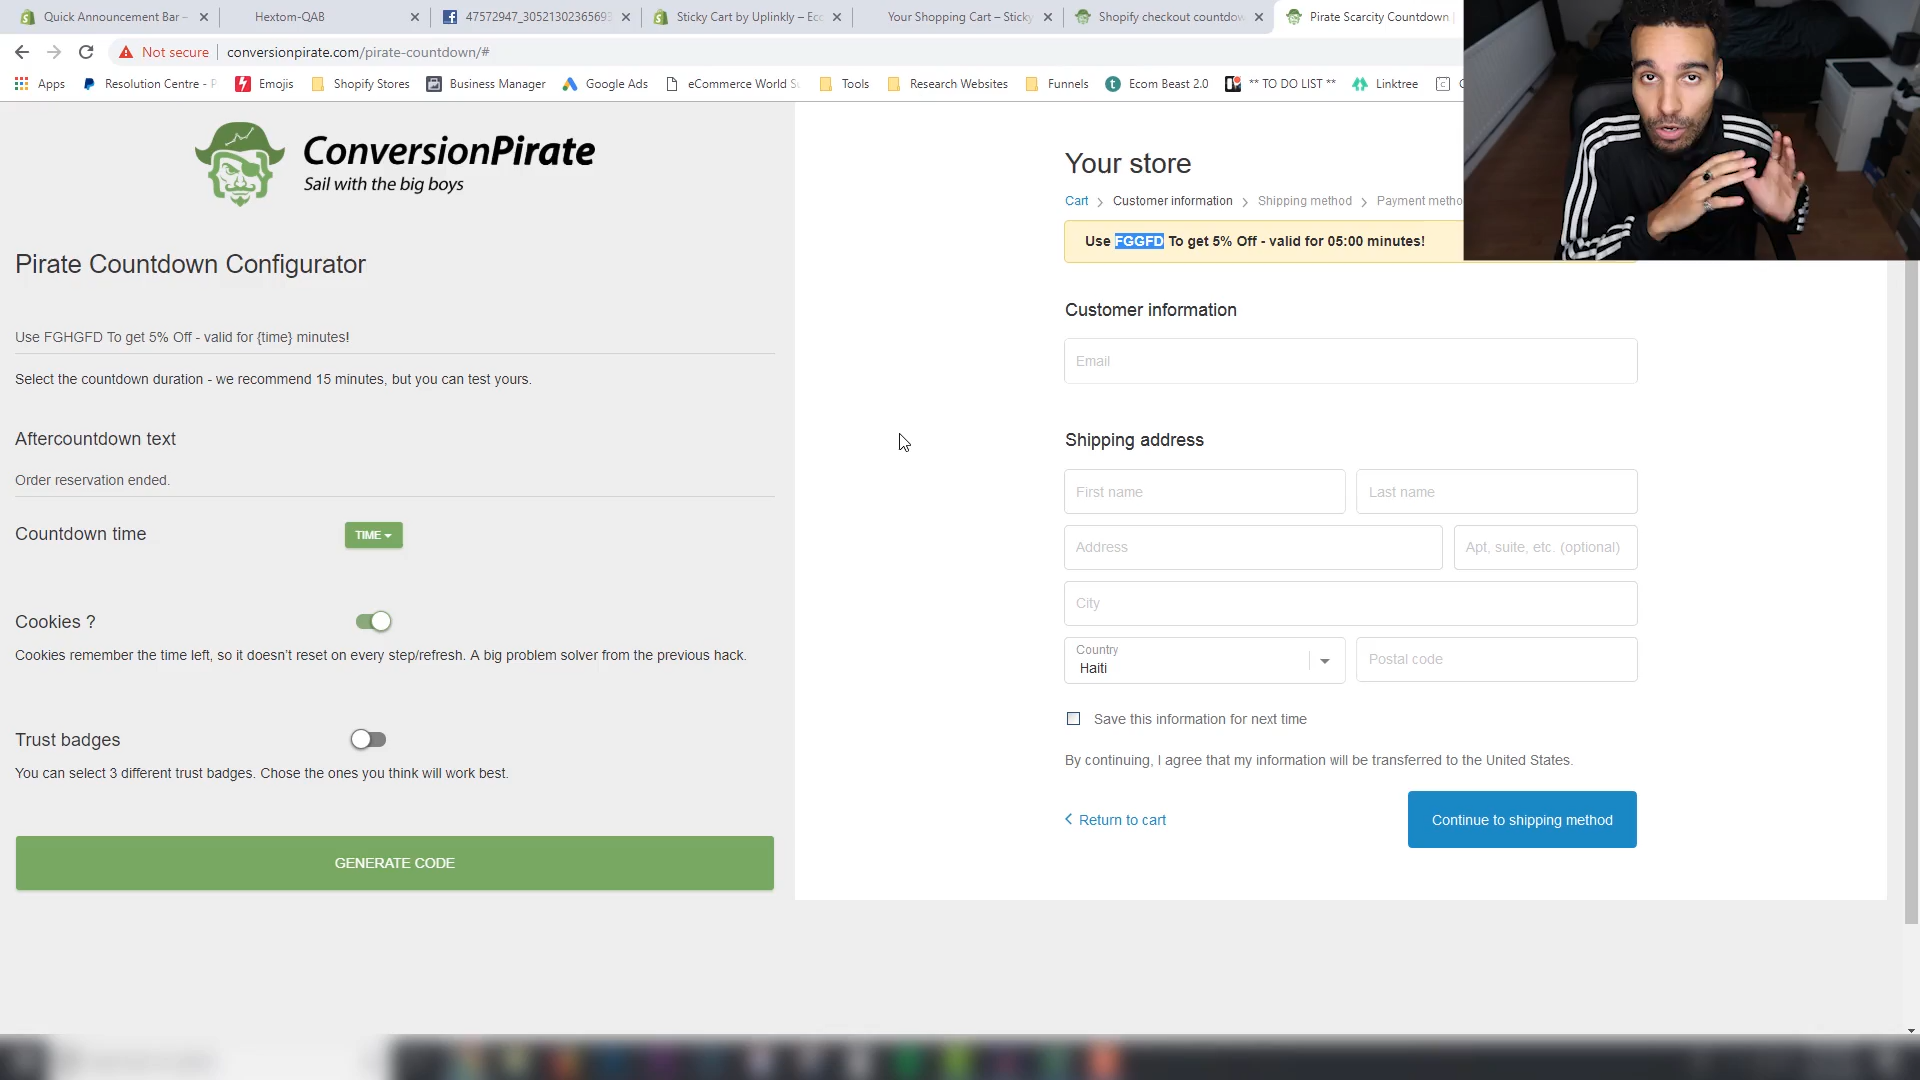 Quick Announcement Bar –
Hextom-QAB
47572947_30521302365693
Sticky Cart by Uplinkly – Ecc
Your Shopping Cart – Sticky
Shopify checkout countdow
Pirate Scarcity Countdown
Not secure
conversionpirate.com/pirate-countdown/#
Apps
Resolution Centre - P
Emojis
Shopify Stores
Business Manager
Google Ads
eCommerce World S
Tools
Research Websites
Funnels
Ecom Beast 2.0
** TO DO LIST **
Linktree
ConversionPirate
Sail with the big boys
Pirate Countdown Configurator
Use FGHGFD To get 5% Off - valid for {time} minutes!
Select the countdown duration - we recommend 15 minutes, but you can test yours.
Aftercountdown text
Order reservation ended.
Countdown time
TIME
Cookies ?
Cookies remember the time left, so it doesn't reset on every step/refresh. A big problem solver from the previous hack.
Trust badges
You can select 3 different trust badges. Chose the ones you think will work best.
GENERATE CODE
Your store
Cart
Customer information
Shipping method
Payment metho
Use FGGFD To get 5% Off - valid for 05:00 minutes!
Customer information
Email
Shipping address
First name
Last name
Address
Apt, suite, etc. (optional)
City
Country
Haiti
Postal code
Save this information for next time
By continuing, I agree that my information will be transferred to the United States.
Return to cart
Continue to shipping method